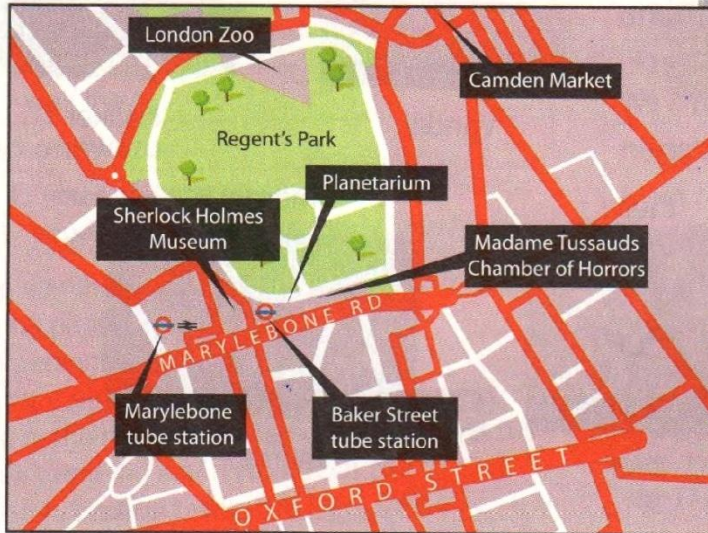 London Zoo
Camden Market
Regent's Park
Planetarium
Sherlock Holmes
Museum
Madame Tussauds
Chamber of Horrors
MARYLEBONE RD
Marylebone
tube station
Baker Street
tube station
OXFORD STREET